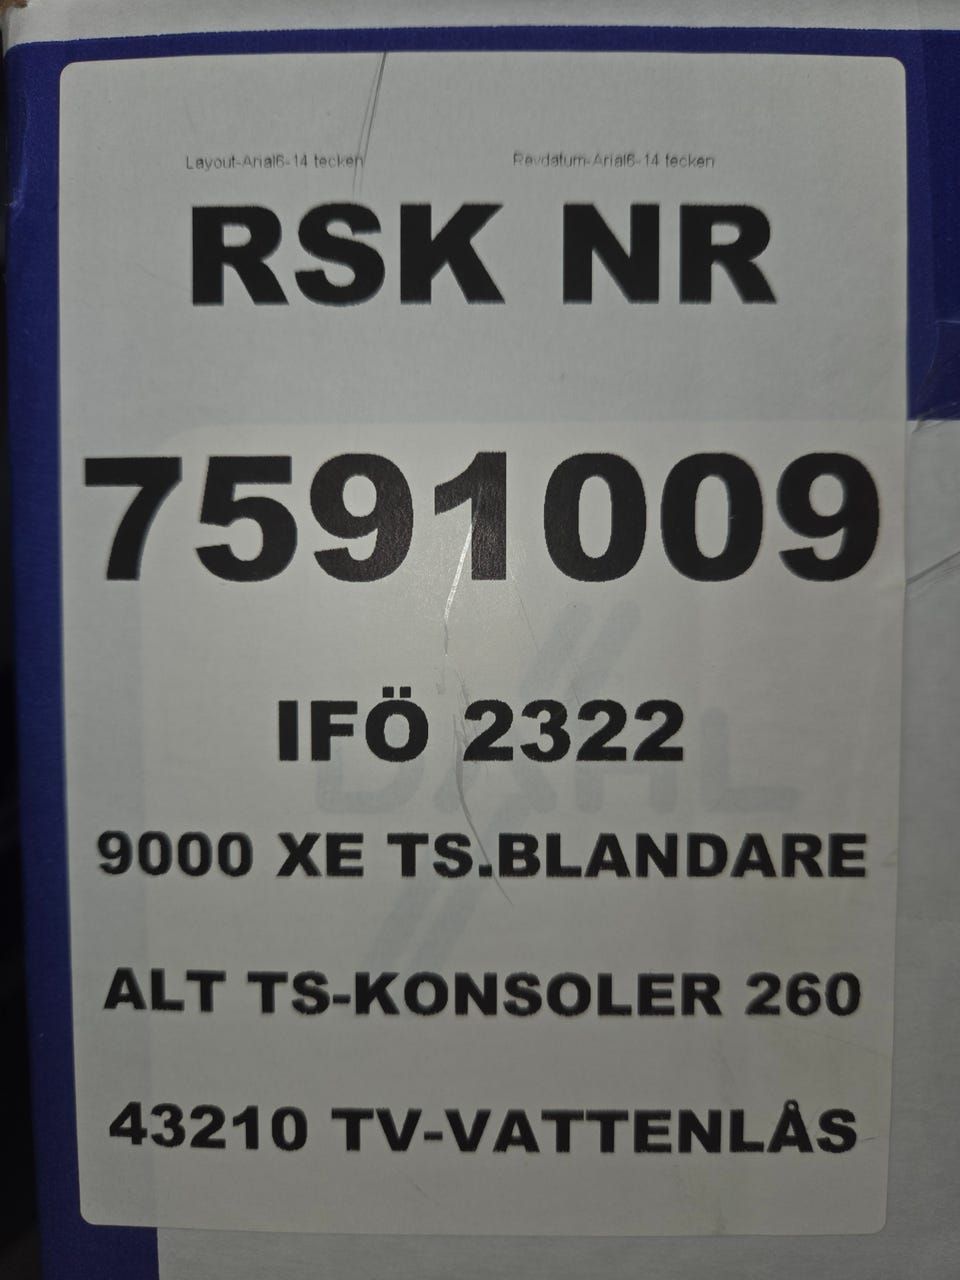 Layout-Arial6-14 tecken Revdatum-Arial6-14 tecken
RSK NR
7591009
IFÖ 2322
DAHL
9000 XE TS.BLANDARE
ALT TS-KONSOLER 260
43210 TV-VATTENLÅS